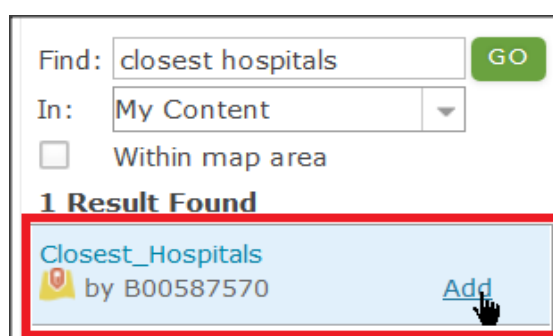 Find: closest hospitals GO
In: My Content
Within map area
1 Result Found
Closest_Hospitals
by B00587570 Add